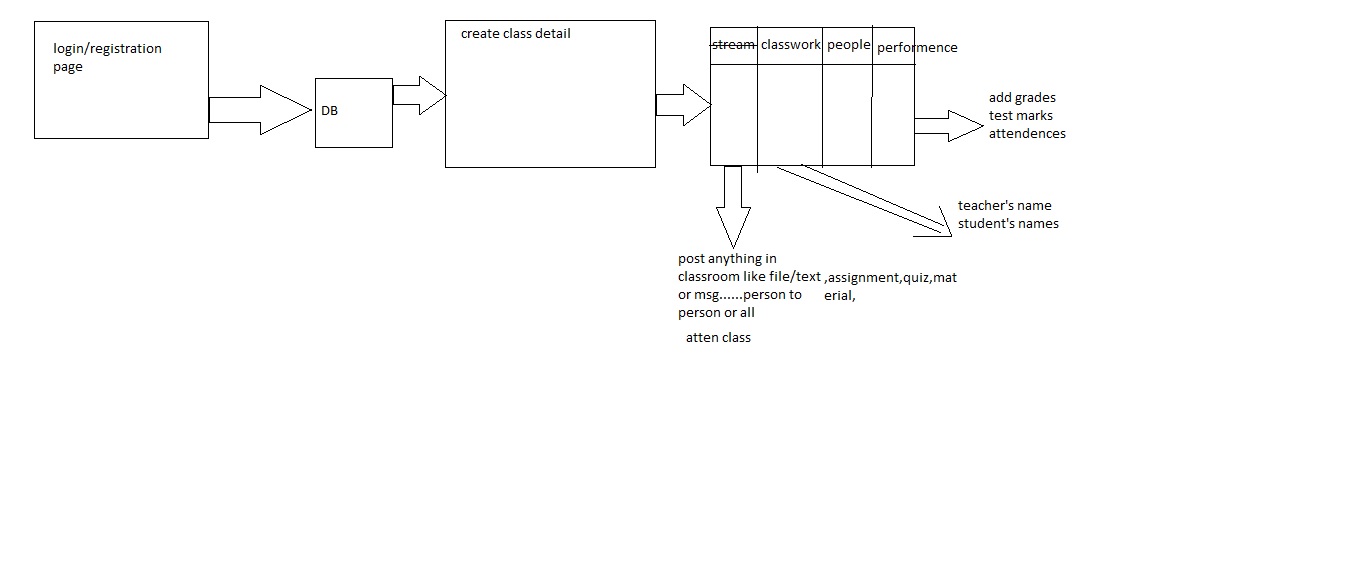 login/registration
page
DB
create class detail
stream classwork people performence
add grades
test marks
attendences
teacher's name
student's names
post anything in
classroom like file/text ,assignment,quiz,mat
or msg......person to erial,
person or all
atten class